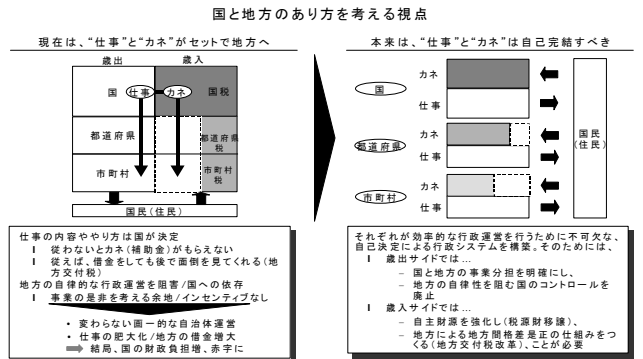 国と地方のあり方を考える視点
現在は、“仕事”と“カネ”がセットで地方へ
歳出
歳入
国
仕事
カネ
国税
都道府県
都道府県
税
市町村
市町村
税
国民(住民)
仕事の内容ややり方は国が決定
l 従わないとカネ(補助金)がもらえない
l 従えば、借金をしても後で面倒を見てくれる(地
方交付税)
地方の自律的な行政運営を阻害/国への依存
l 事業の是非を考える余地/インセンティブなし
• 変わらない画一的な自治体運営
• 仕事の肥大化/地方の借金増大
結局、国の財政負担増、赤字に
本来は、“仕事”と“カネ”は自己完結すべき
国
カネ
仕事
都道府県
カネ
仕事
市町村
カネ
仕事
国民
(住民)
それぞれが効率的な行政運営を行うために不可欠な、
自己決定による行政システムを構築。そのためには、
l 歳出サイドでは…
– 国と地方の事業分担を明確にし、
– 地方の自律性を阻む国のコントロールを
廃止
l 歳入サイドでは…
– 自主財源を強化し(税源財移譲)、
– 地方による地方間格差是正の仕組みをつ
くる(地方交付税改革)、ことが必要